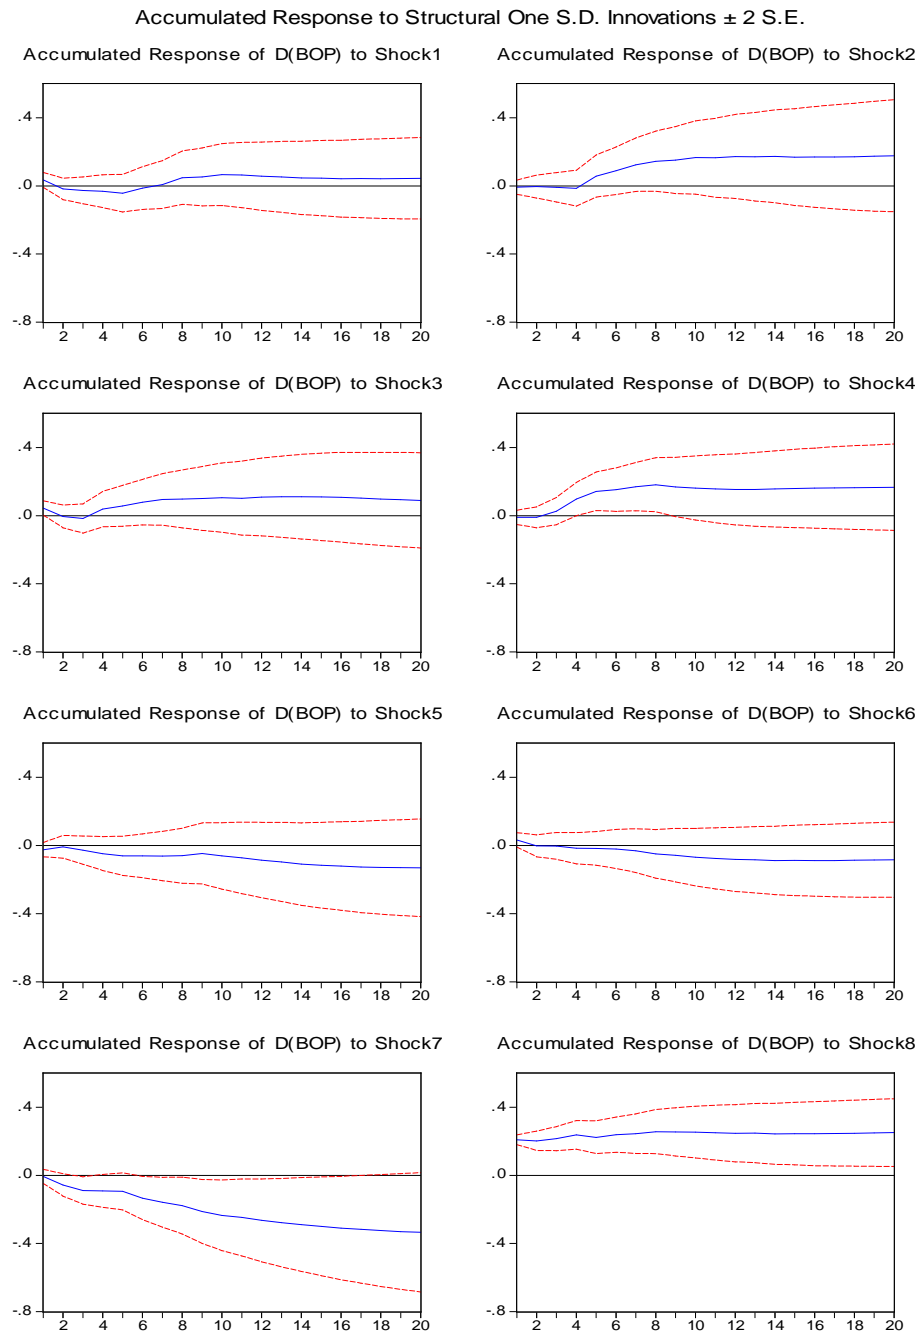 Accumulated Response to Structural One S.D. Innovations ± 2 S.E.
Accumulated Response of D(BOP) to Shock1
.4
.0
-.4
-.8
2 4 6 8 10 12 14 16 18 20
Accumulated Response of D(BOP) to Shock2
.4
.0
-.4
-.8
2 4 6 8 10 12 14 16 18 20
Accumulated Response of D(BOP) to Shock3
.4
.0
-.4
-.8
2 4 6 8 10 12 14 16 18 20
Accumulated Response of D(BOP) to Shock4
.4
.0
-.4
-.8
2 4 6 8 10 12 14 16 18 20
Accumulated Response of D(BOP) to Shock5
.4
.0
-.4
-.8
2 4 6 8 10 12 14 16 18 20
Accumulated Response of D(BOP) to Shock6
.4
.0
-.4
-.8
2 4 6 8 10 12 14 16 18 20
Accumulated Response of D(BOP) to Shock7
.4
.0
-.4
-.8
2 4 6 8 10 12 14 16 18 20
Accumulated Response of D(BOP) to Shock8
.4
.0
-.4
-.8
2 4 6 8 10 12 14 16 18 20